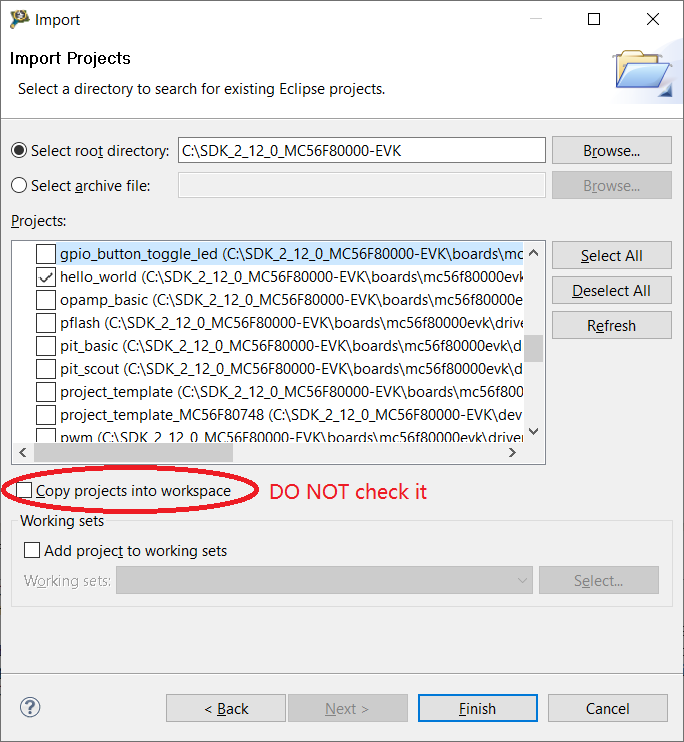 Import
Import Projects
Select a directory to search for existing Eclipse projects.
Select root directory: C:\SDK_2_12_0_MC56F80000-EVK Browse...
Select archive file: Browse...
Projects:
gpio_button_toggle_led (C:\SDK_2_12_0_MC56F80000-EVK\boards\mc
hello_world (C:\SDK_2_12_0_MC56F80000-EVK\boards\mc56f80000evk
opamp_basic (C:\SDK_2_12_0_MC56F80000-EVK\boards\mc56f80000e
pflash (C:\SDK_2_12_0_MC56F80000-EVK\boards\mc56f80000evk\drive
pit_basic (C:\SDK_2_12_0_MC56F80000-EVK\boards\mc56f80000evk\d
pit_scout (C:\SDK_2_12_0_MC56F80000-EVK\boards\mc56f80000evk\d
project_template (C:\SDK_2_12_0_MC56F80000-EVK\boards\mc56f80
project_template_MC56F80748 (C:\SDK_2_12_0_MC56F80000-EVK\dev
pwm (C:\SDK_2_12_0_MC56F80000-EVK\boards\mc56f80000evk\driver
Select All
Deselect All
Refresh
Copy projects into workspace DO NOT check it
Working sets
Add project to working sets
Working sets: Select...
? < Back Next > Finish Cancel